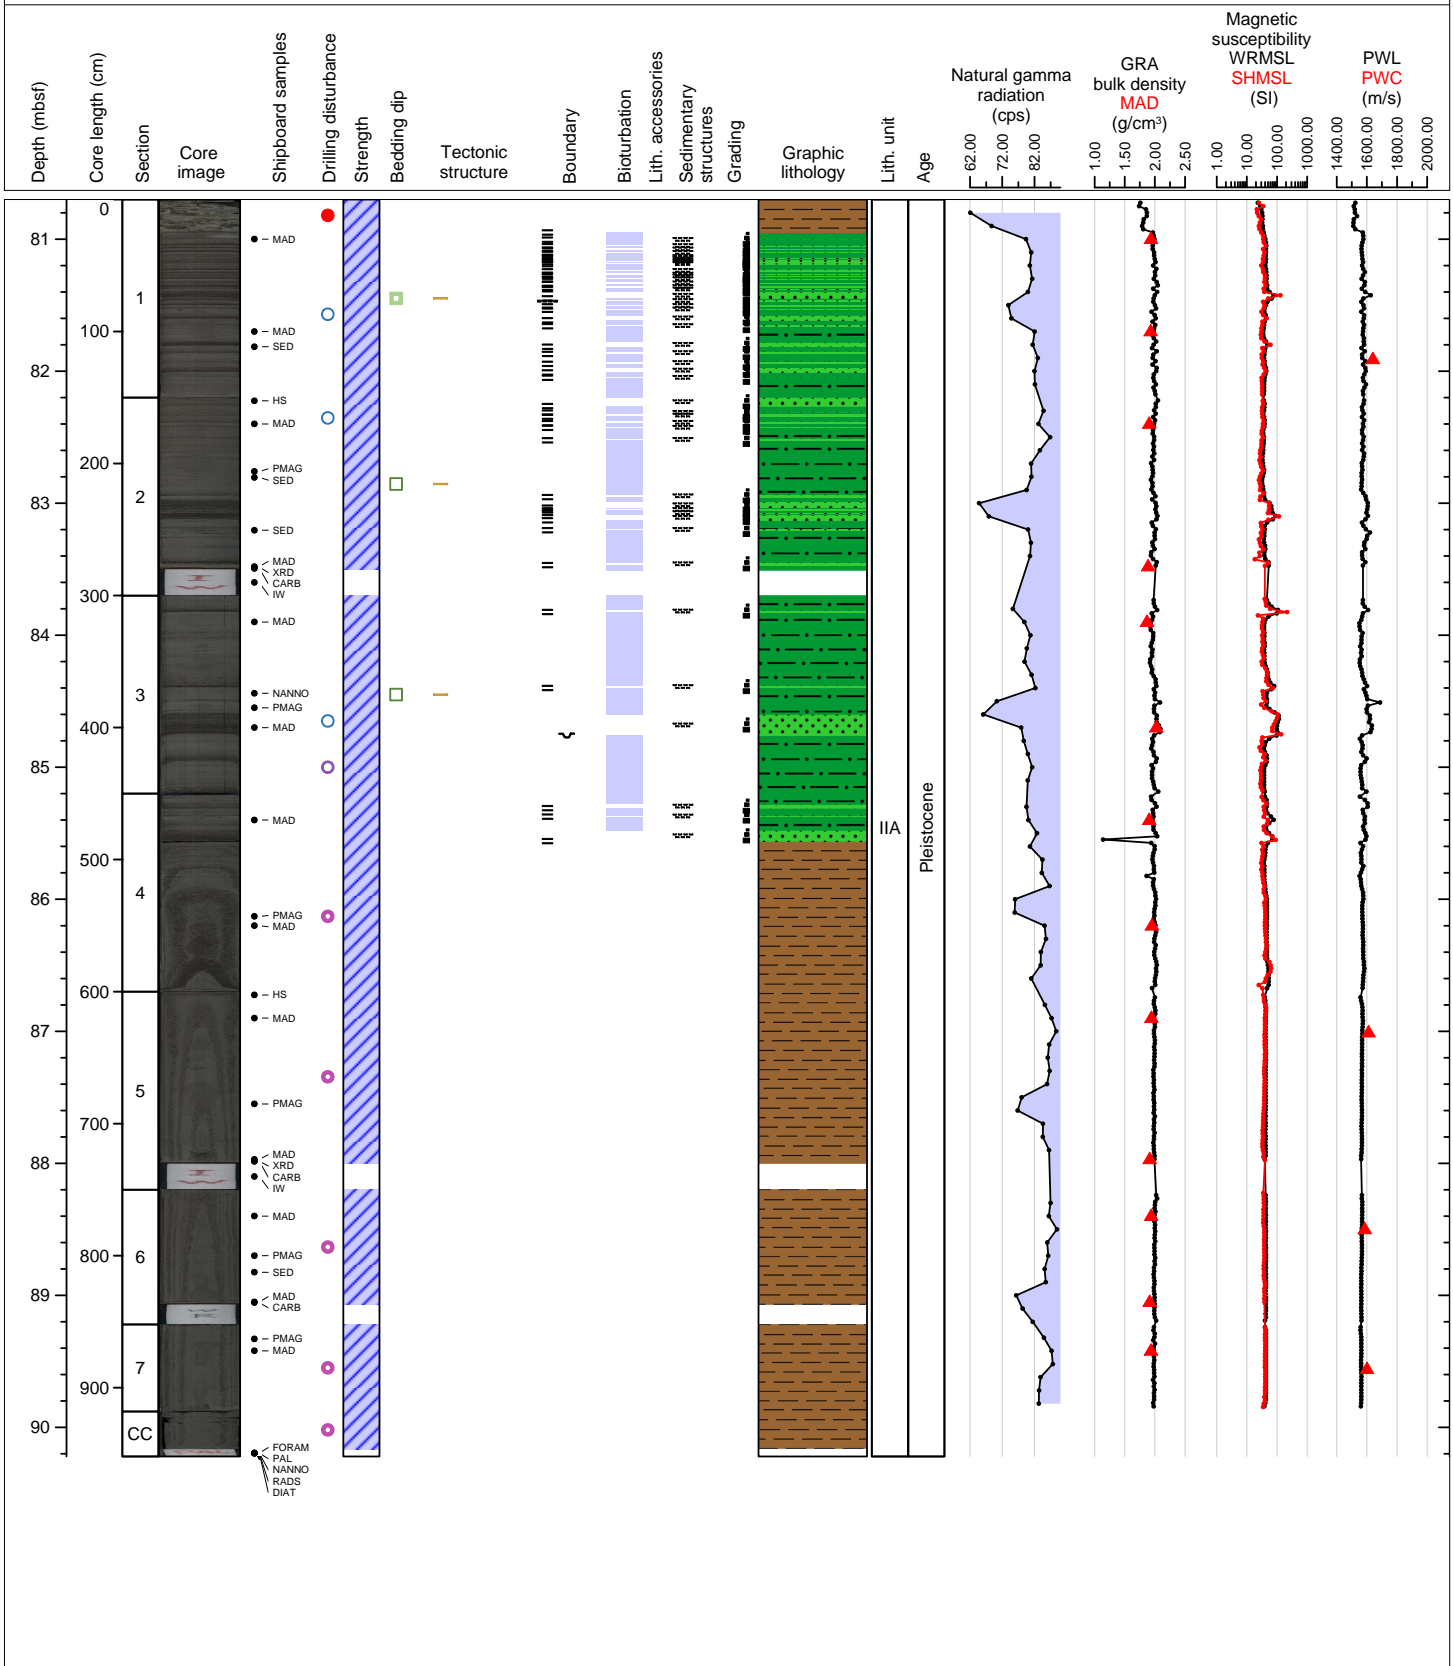 Depth (mbsf)
Core length (cm)
Section
Core
image
Shipboard samples
Drilling disturbance
Strength
Bedding dip
Tectonic
structure
Boundary
Bioturbation
Lith. accessories
Sedimentary
structures
Grading
Graphic
lithology
Lith. unit
Age
Natural gamma
radiation
(cps)
62.00
72.00
82.00
GRA
bulk density
MAD
(g/cm³)
1.00
1.50
2.00
2.50
Magnetic
susceptibility
WRMSL
SHMSL
(SI)
1.00
10.00
100.00
1000.00
PWL
PWC
(m/s)
1400.00
1600.00
1800.00
2000.00
81
82
83
84
85
86
87
88
89
90
0
100
200
300
400
500
600
700
800
900
1
2
3
4
5
6
7
CC
MAD
MAD
SED
HS
MAD
PMAG
SED
SED
MAD
XRD
CARB
IW
MAD
NANNO
PMAG
MAD
MAD
PMAG
MAD
HS
MAD
PMAG
MAD
XRD
CARB
IW
MAD
PMAG
SED
MAD
CARB
PMAG
MAD
FORAM
PAL
NANNO
RADS
DIAT
IIA
Pleistocene